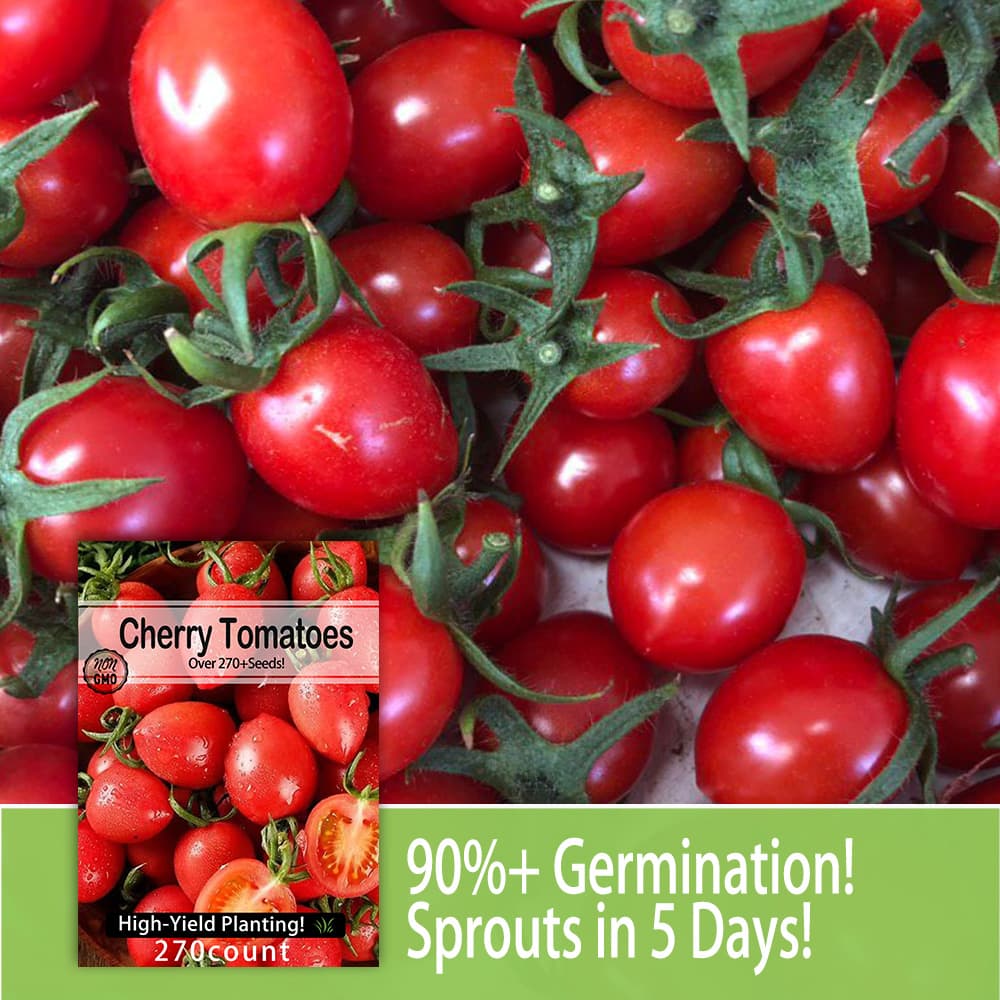 Cherry Tomatoes
Over 270+Seeds!
NON
GMO
High-Yield Planting!
270count
90%+ Germination!
Sprouts in 5 Days!